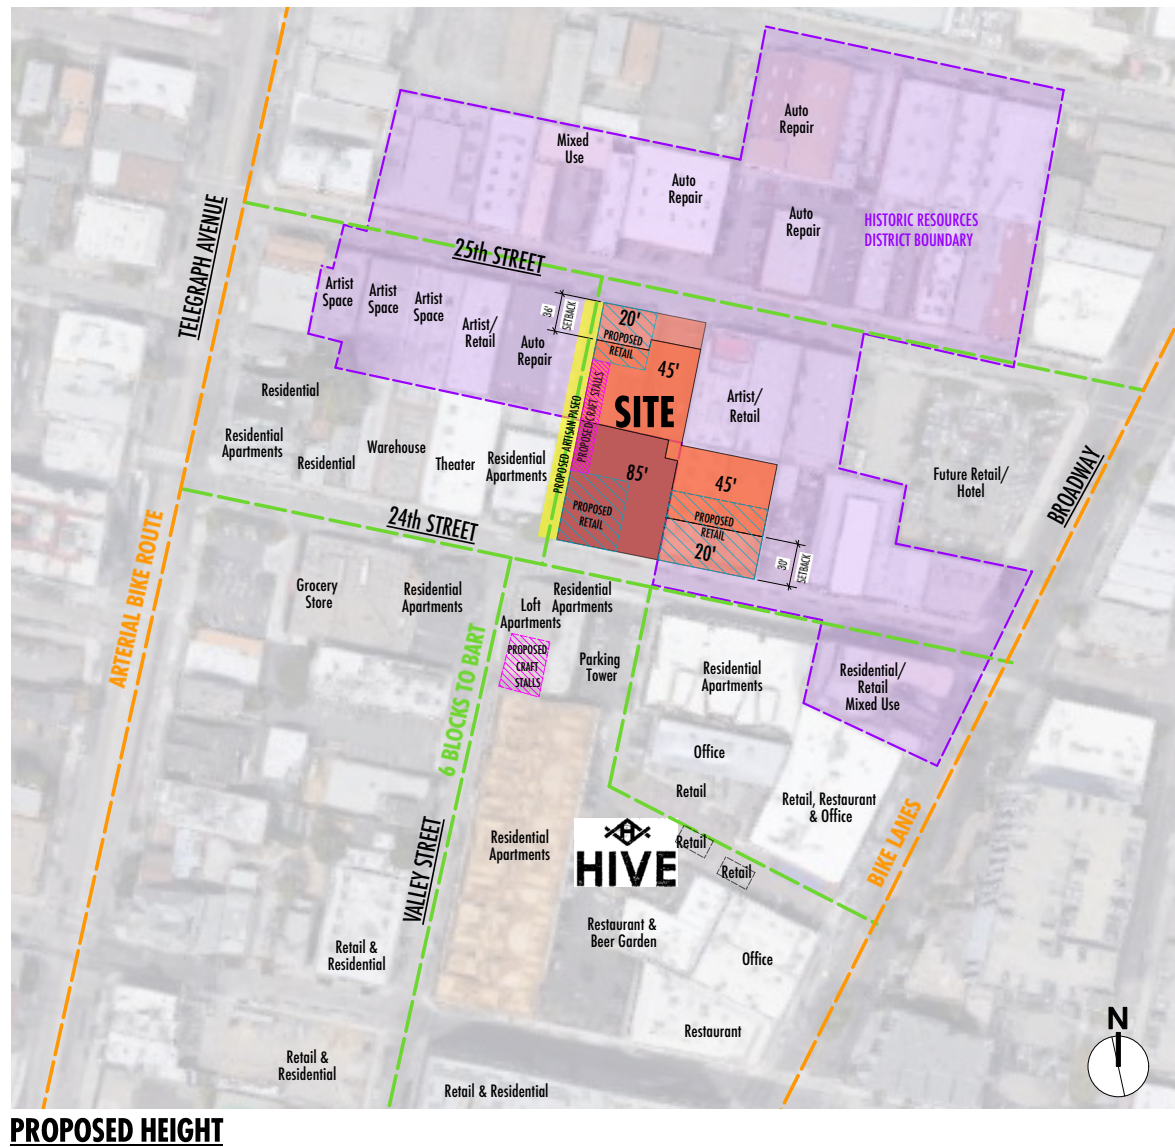 Auto
Repair
Mixed
Use
Auto
Repair
Auto
Repair
HISTORIC RESOURCES
DISTRICT BOUNDARY
TELEGRAPH AVENUE
25th STREET
Artist
Space
Artist
Space
Artist
Space
Artist/
Retail
Auto
Repair
36'
SETBACK
20'
PROPOSED
RETAIL
45'
SITE
PROPOSED CRAFT STALLS
PROPOSED ARTISAN PASEO
Artist/
Retail
Residential
Residential
Apartments
Residential
Warehouse
Theater
Residential
Apartments
85'
PROPOSED
RETAIL
45'
PROPOSED
RETAIL
20'
30'
SETBACK
Future Retail/
Hotel
BROADWAY
24th STREET
ARTERIAL BIKE ROUTE
Grocery
Store
Residential
Apartments
Residential
Apartments
Loft
Apartments
PROPOSED
CRAFT
STALLS
Parking
Tower
6 BLOCKS TO BART
Residential
Apartments
Residential/
Retail
Mixed Use
Office
Retail
Retail, Restaurant
& Office
BIKE LANES
VALLEY STREET
Residential
Apartments
H
HIVE
Retail
Retail
Restaurant &
Beer Garden
Office
Retail &
Residential
Restaurant
Retail &
Residential
Retail & Residential
N
PROPOSED HEIGHT